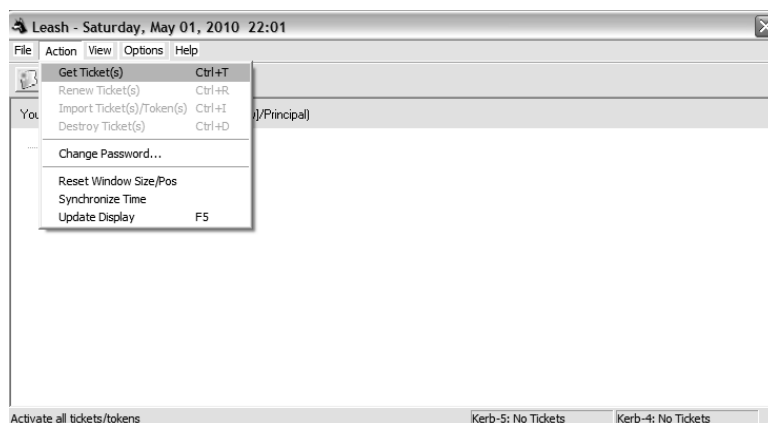 Leash - Saturday, May 01, 2010 22:01
File Action View Options Help
Get Ticket(s) Ctrl+T
Renew Ticket(s) Ctrl+R
Import Ticket(s)/Token(s) Ctrl+I
You ]/Principal)
Destroy Ticket(s) Ctrl+D
Change Password...
Reset Window Size/Pos
Synchronize Time
Update Display F5
Activate all tickets/tokens Kerb-5: No Tickets Kerb-4: No Tickets